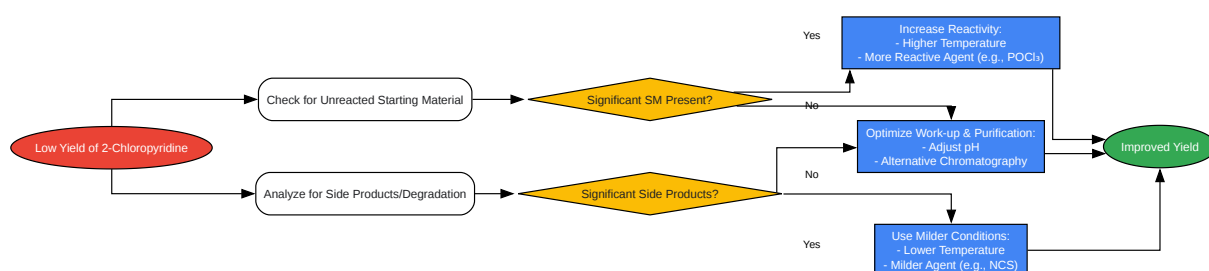 Yes
Increase Reactivity:
- Higher Temperature
- More Reactive Agent (e.g., POCl₃)
Check for Unreacted Starting Material
Significant SM Present?
No
Low Yield of 2-Chloropyridine
Optimize Work-up & Purification:
- Adjust pH
- Alternative Chromatography
Improved Yield
No
Analyze for Side Products/Degradation
Significant Side Products?
Yes
Use Milder Conditions:
- Lower Temperature
- Milder Agent (e.g., NCS)